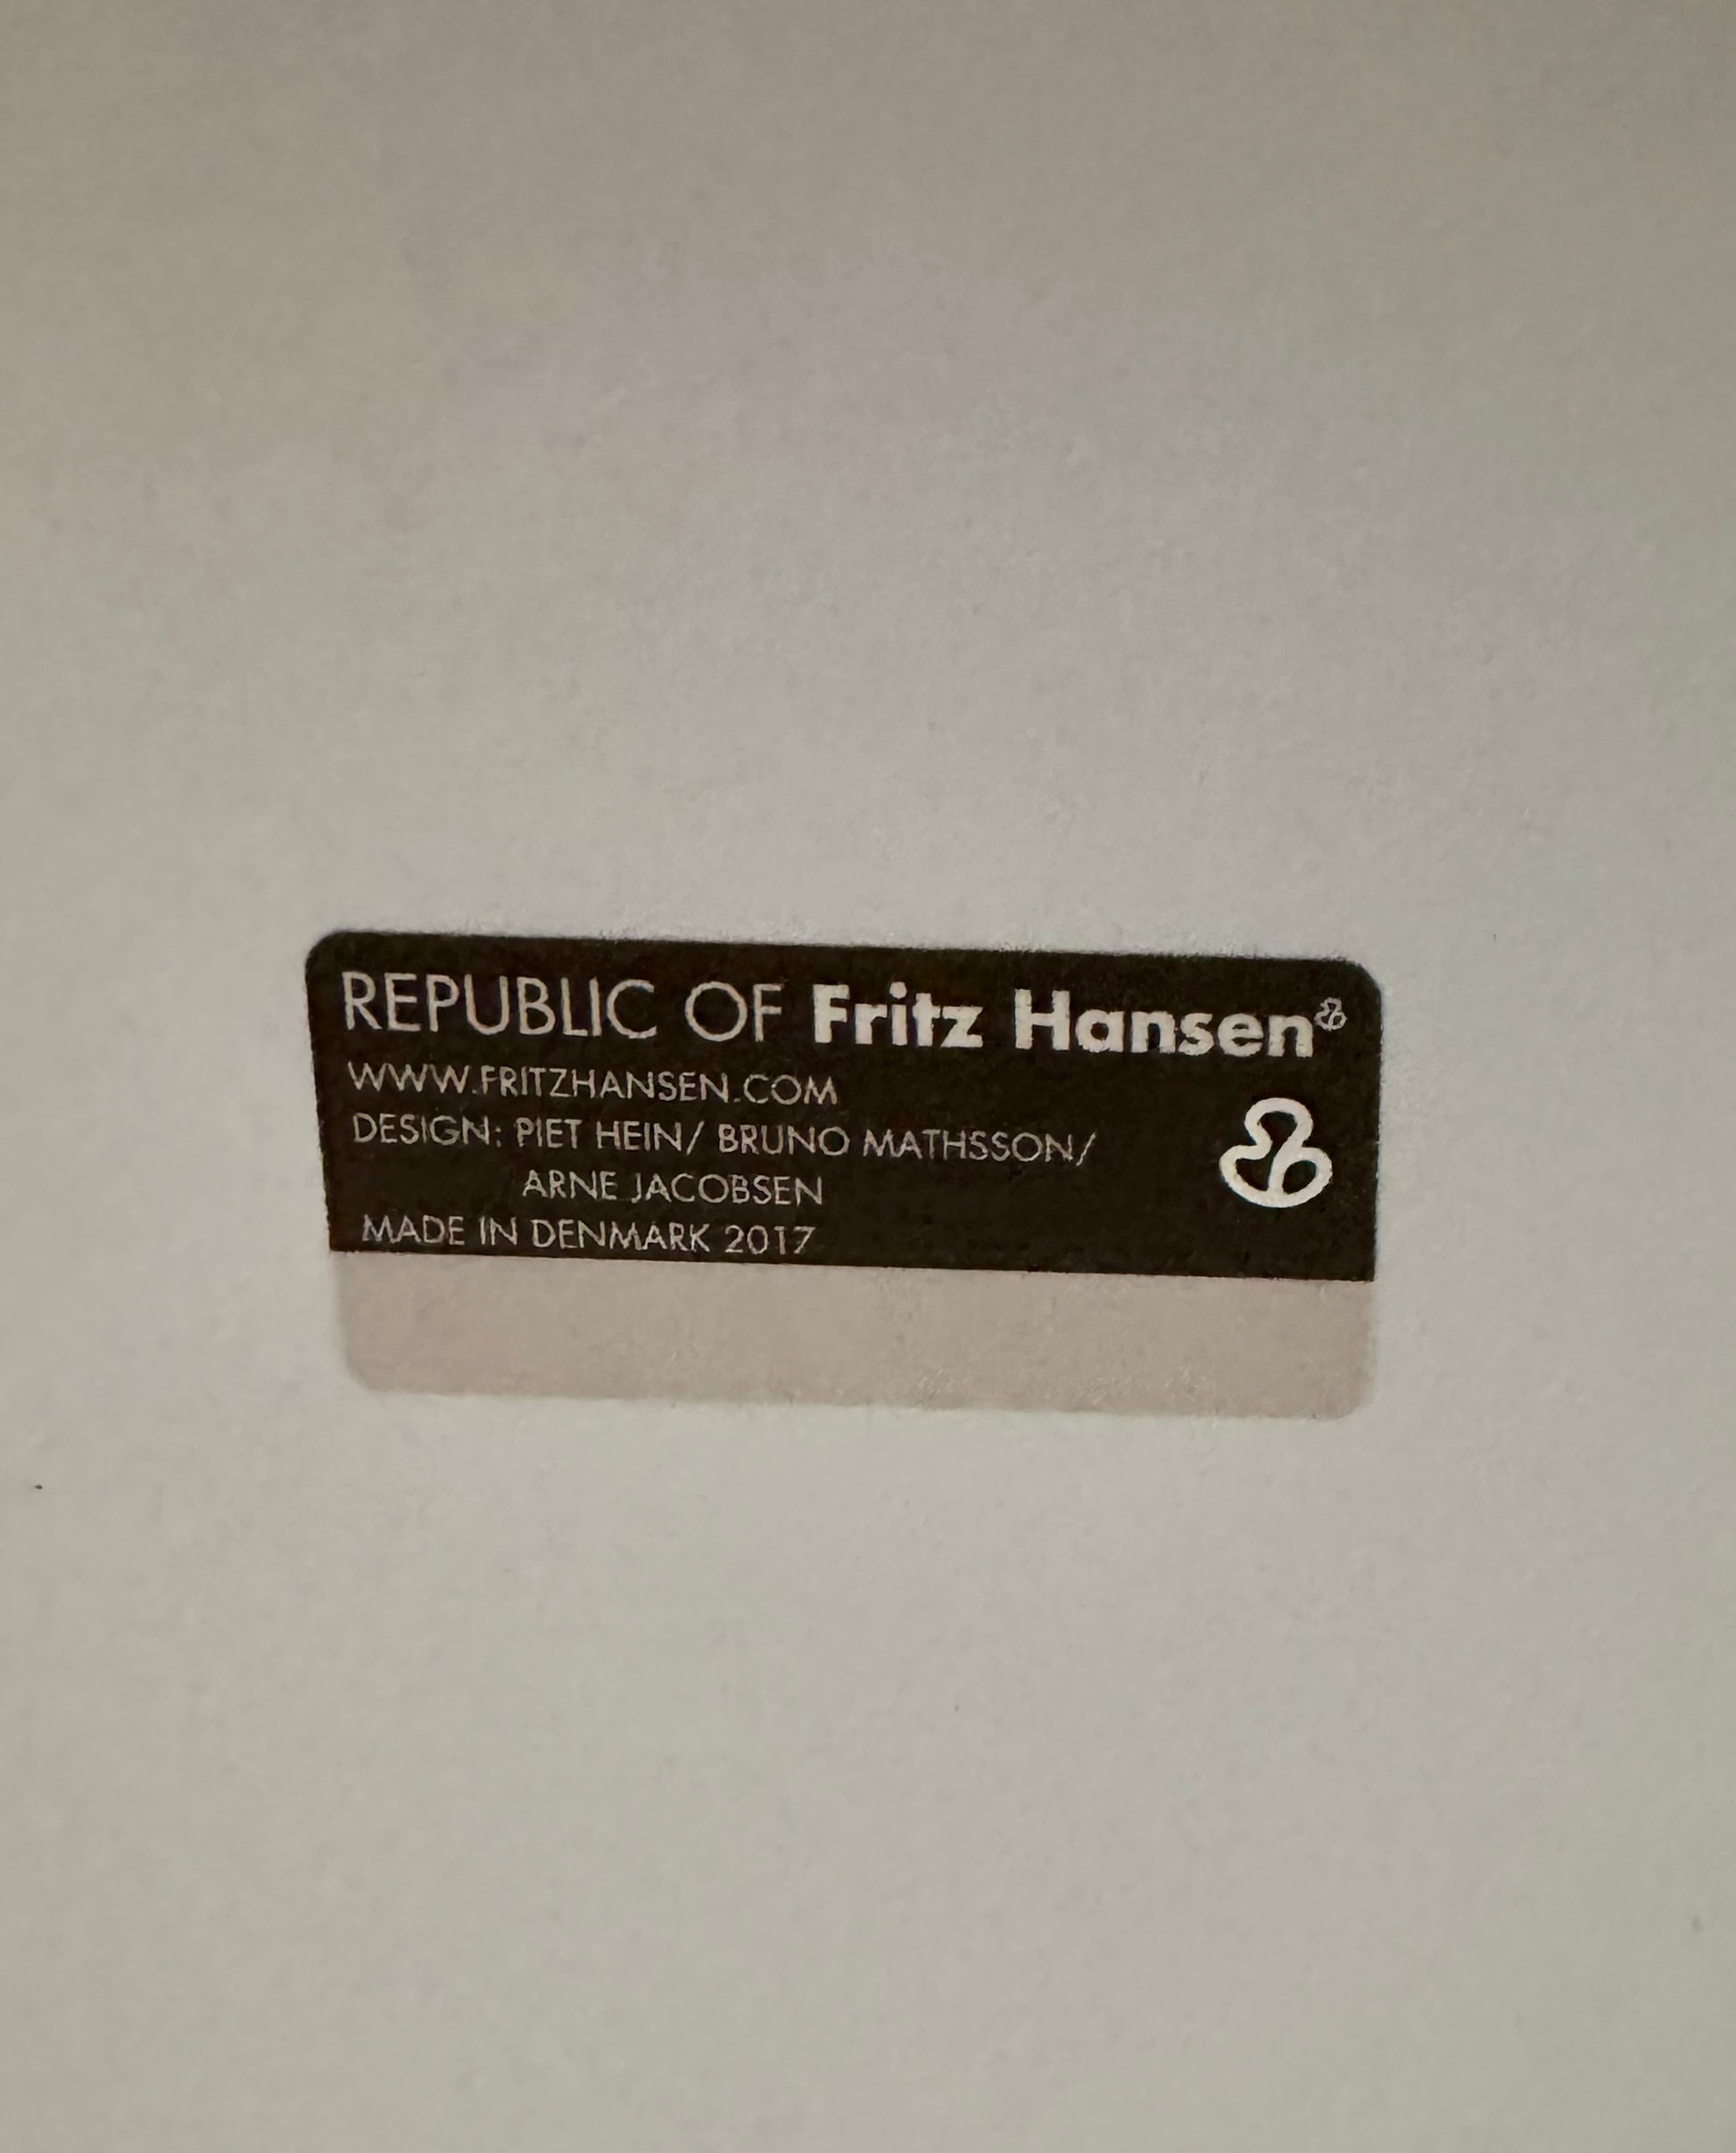 REPUBLIC OF Fritz Hansen
WWW.FRITZHANSEN.COM
DESIGN: PIET HEIN/ BRUNO MATHSSON/
ARNE JACOBSEN
MADE IN DENMARK 2017